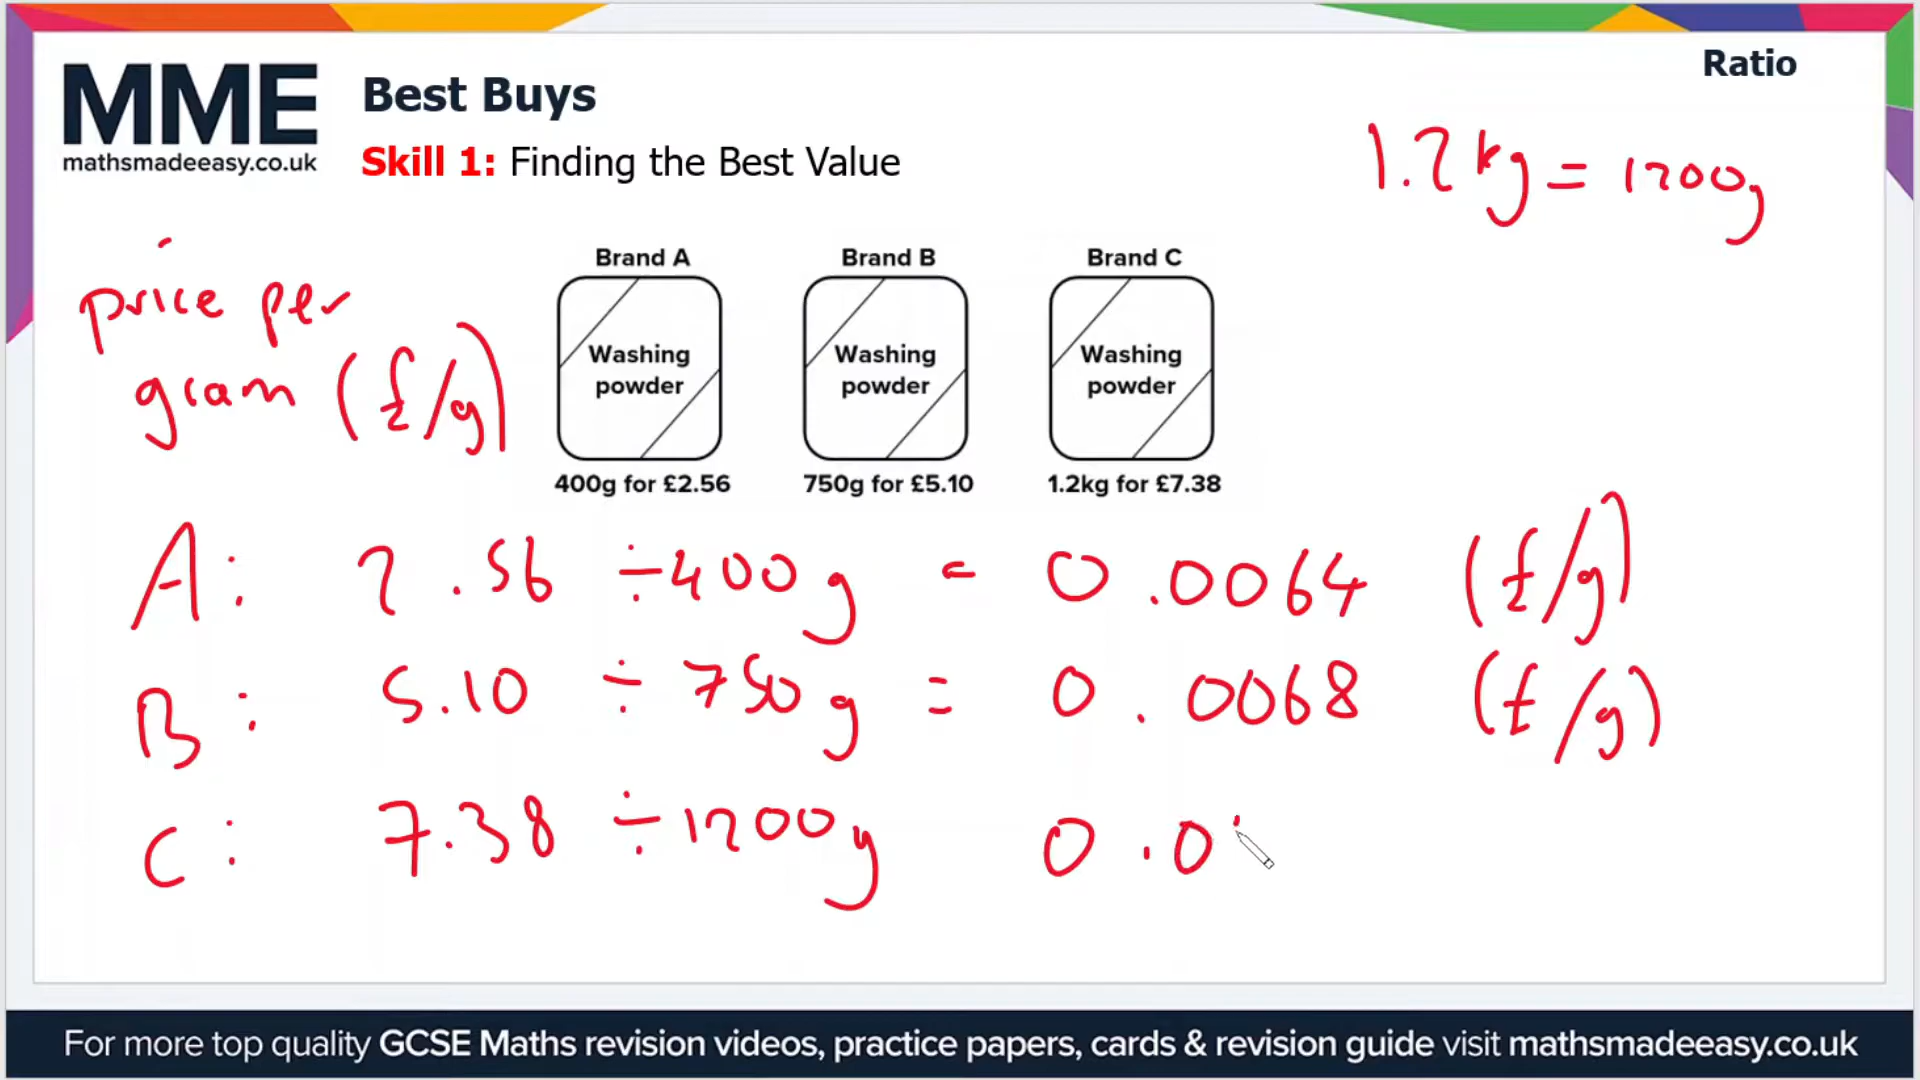 Ratio
MME
mathsmadeeasy.co.uk
Best Buys
Skill 1: Finding the Best Value
1.2kg = 1200g
price per
gram (£/g)
Brand A
Washing
powder
400g for £2.56
Brand B
Washing
powder
750g for £5.10
Brand C
Washing
powder
1.2kg for £7.38
A: 2.56 ÷ 400g = 0.0064 (£/g)
B: 5.10 ÷ 750g = 0.0068 (£/g)
C: 7.38 ÷ 1200g 0.0
For more top quality GCSE Maths revision videos, practice papers, cards & revision guide visit mathsmadeeasy.co.uk